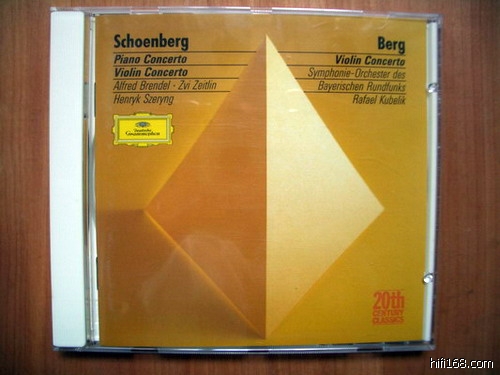 Schoenberg
Piano Concerto
Violin Concerto
Alfred Brendel · Zvi Zeitlin
Henryk Szeryng
Deutsche
Grammophon
Berg
Violin Concerto
Symphonie-Orchester des
Bayerischen Rundfunks
Rafael Kubelik
20th
CENTURY
CLASSICS
hifi168.com